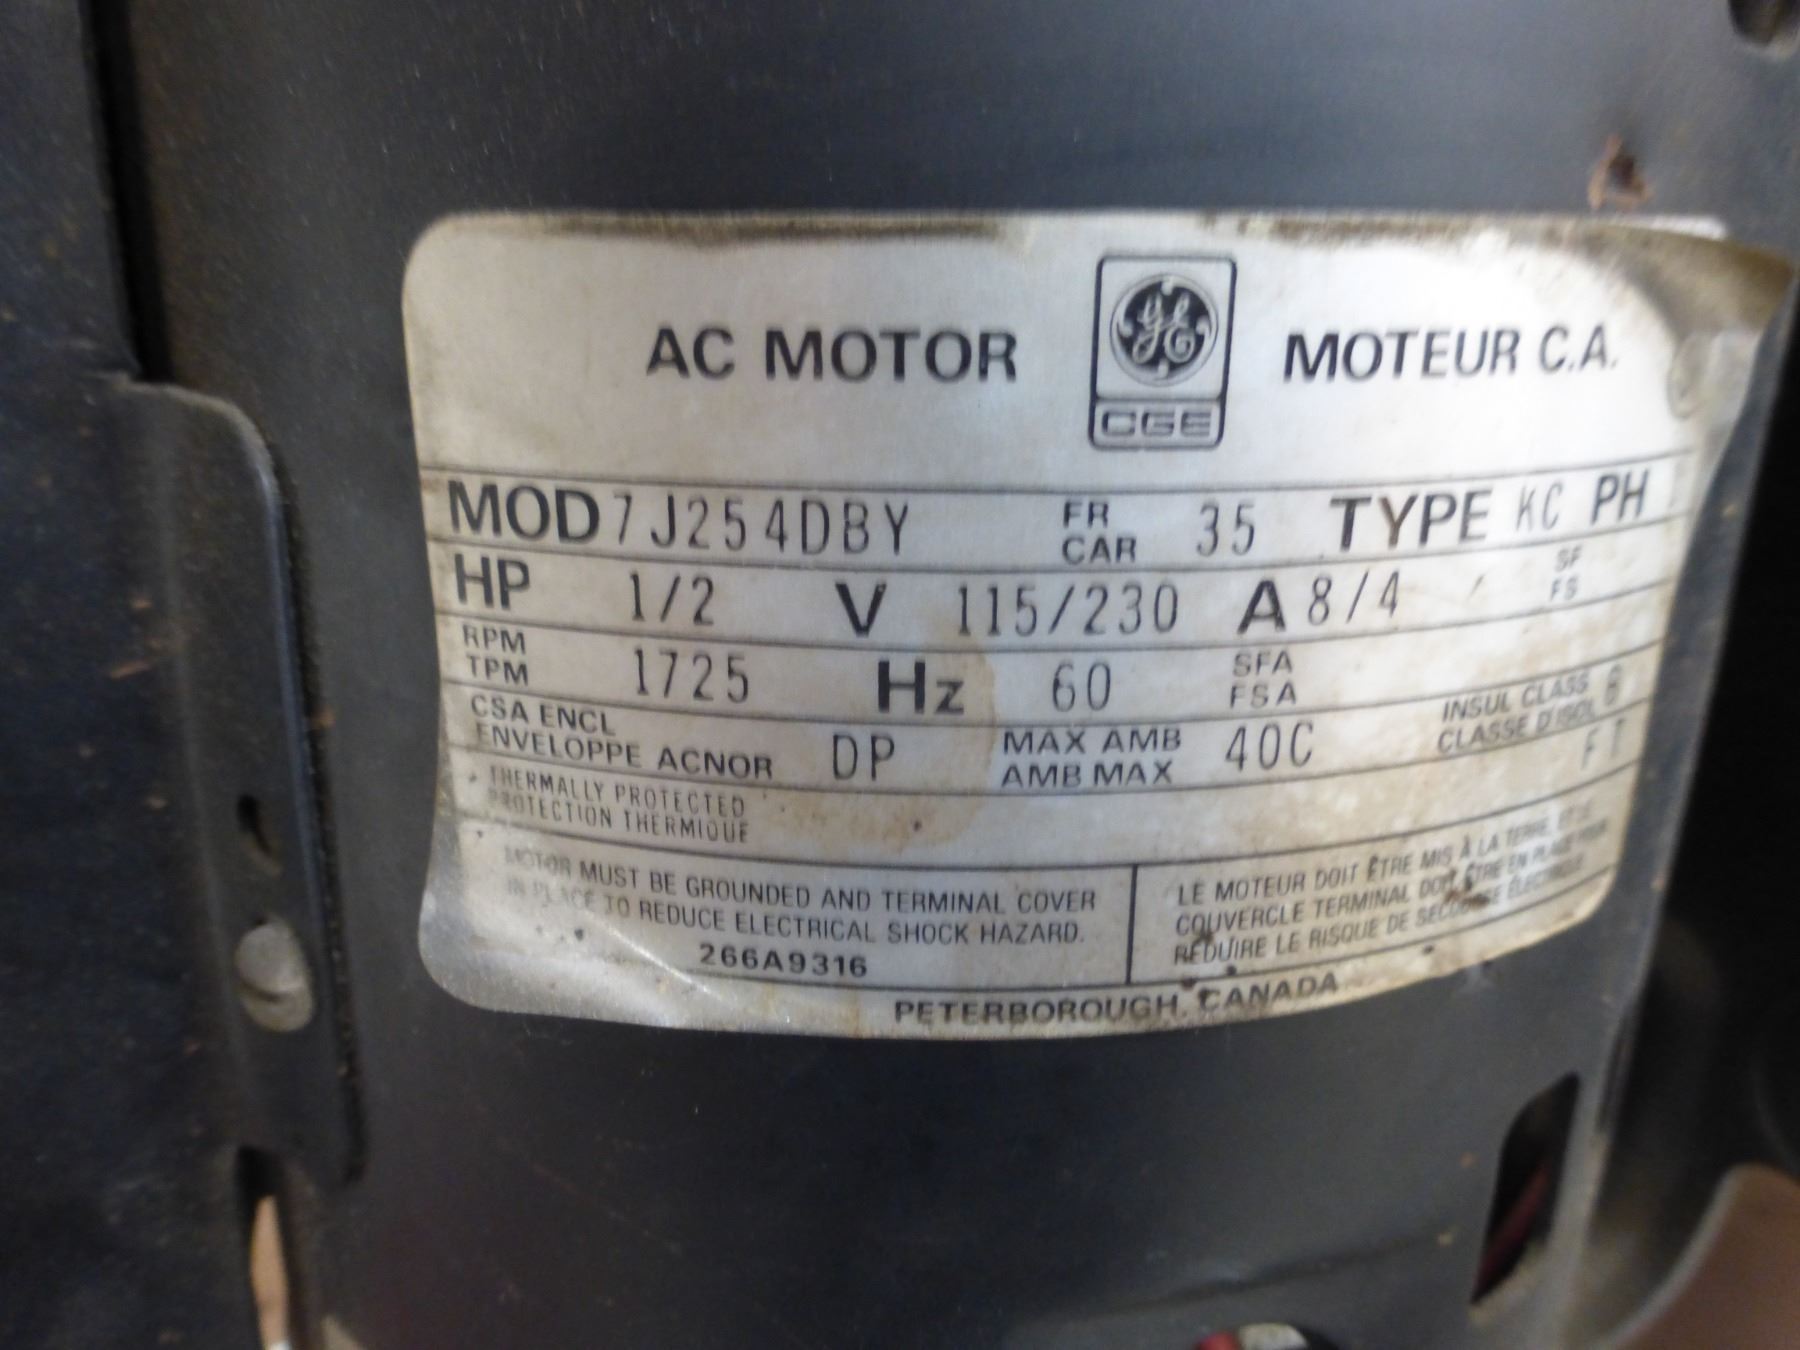 AC MOTOR
GE
CGE
MOTEUR C.A.
MOD 7J254DBY FR CAR 35 TYPE KC PH
HP 1/2 V 115/230 A 8/4 SF FS
RPM TPM 1725 Hz 60 SFA FSA
CSA ENCL
ENVELOPPE ACNOR DP
MAX AMB
AMB MAX 40C
INSUL CLASS
CLASSE D'ISOL
THERMALLY PROTECTED
PROTECTION THERMIQUE
MOTOR MUST BE GROUNDED AND TERMINAL COVER
IN PLACE TO REDUCE ELECTRICAL SHOCK HAZARD.
266A9316
LE MOTEUR DOIT ÊTRE MIS À LA TERRE, ET LE
COUVERCLE TERMINAL DOIT ÊTRE EN PLACE POUR
RÉDUIRE LE RISQUE DE SECOUSSE ÉLECTRIQUE.
PETERBOROUGH, CANADA